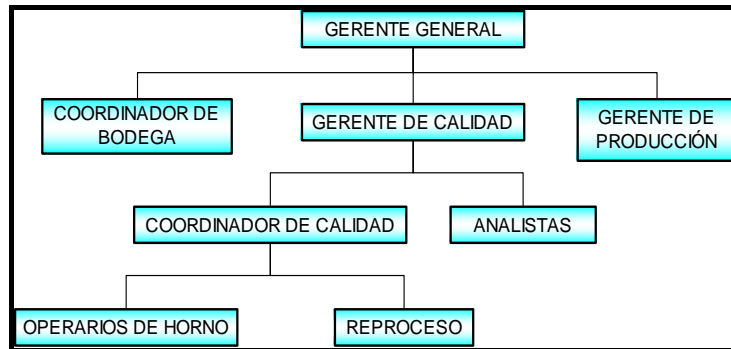 GERENTE GENERAL
COORDINADOR DE
BODEGA
GERENTE DE CALIDAD
GERENTE DE
PRODUCCIÓN
COORDINADOR DE CALIDAD
ANALISTAS
OPERARIOS DE HORNO
REPROCESO